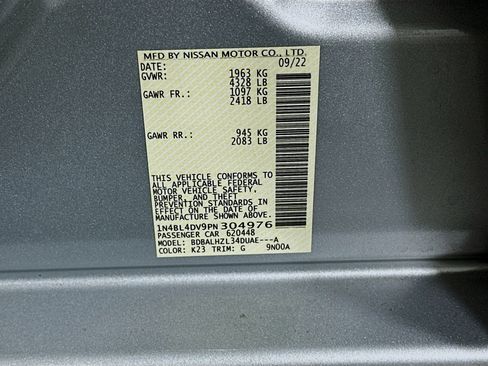 MFD BY NISSAN MOTOR CO., LTD.
DATE: 09/22
GVWR: 1963 KG
4328 LB
GAWR FR.: 1097 KG
2418 LB
GAWR RR.: 945 KG
2083 LB
THIS VEHICLE CONFORMS TO
ALL APPLICABLE FEDERAL
MOTOR VEHICLE SAFETY,
BUMPER, AND THEFT
PREVENTION STANDARDS IN
EFFECT ON THE DATE OF
MANUFACTURE SHOWN ABOVE.
1N4BL4DV9PN304976
PASSENGER CAR 620448
MODEL: BDBALHZL34DUAE---A
COLOR: K23 TRIM: G 9N00A